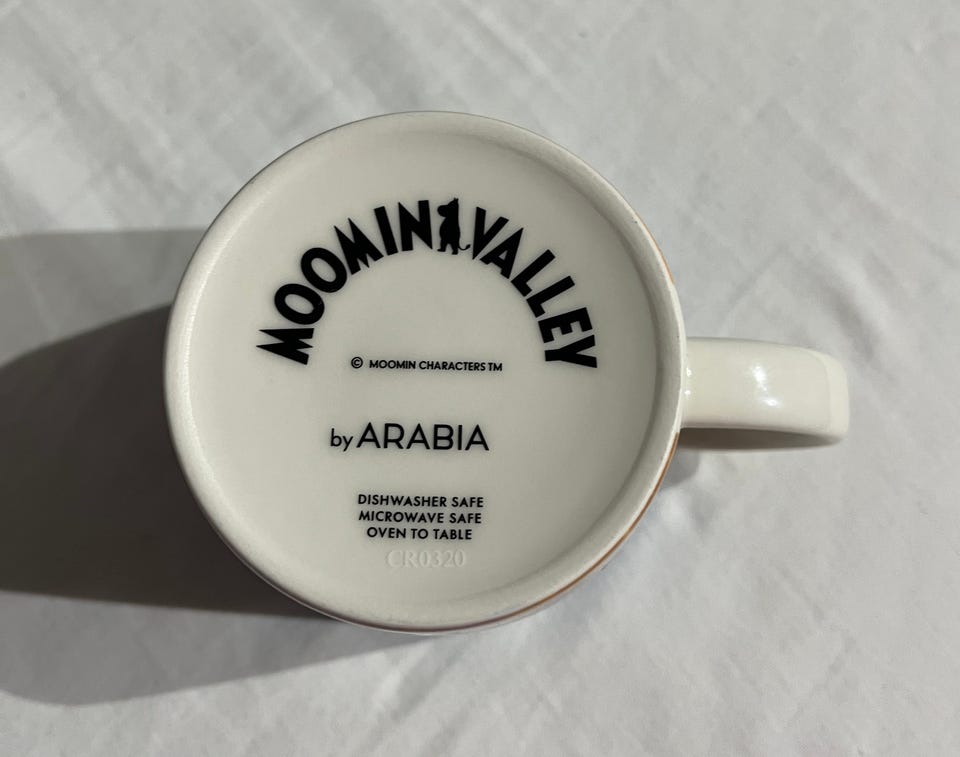 MOOMINVALLEY
© MOOMIN CHARACTERS TM
by ARABIA
DISHWASHER SAFE
MICROWAVE SAFE
OVEN TO TABLE
CR0320